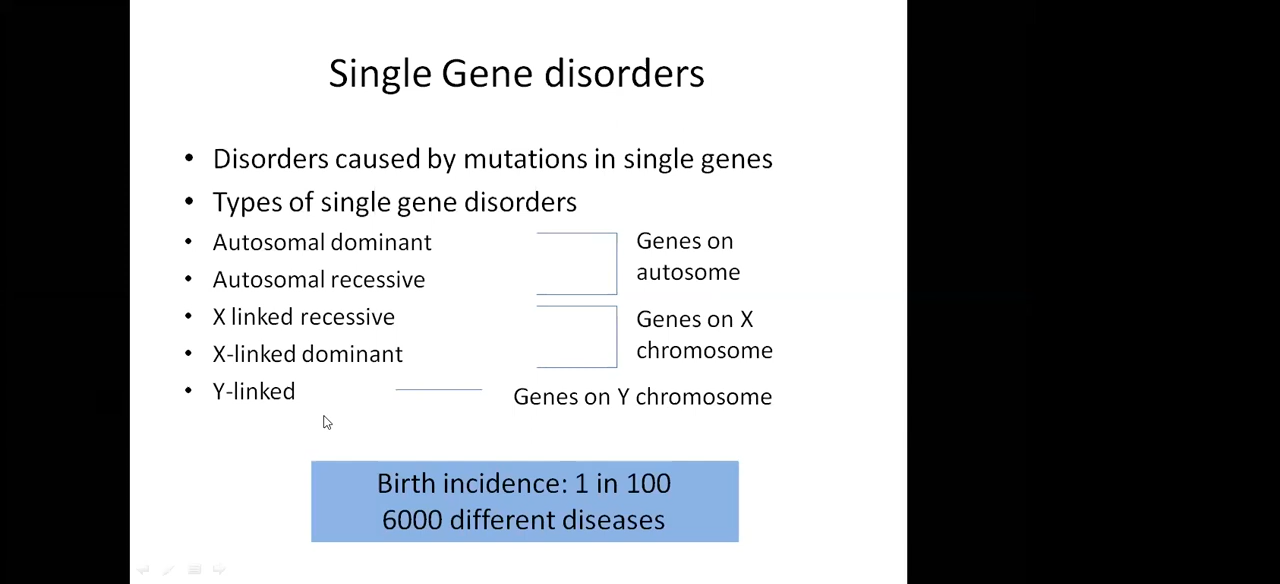 Single Gene disorders
• Disorders caused by mutations in single genes
• Types of single gene disorders
• Autosomal dominant
• Autosomal recessive
Genes on
autosome
• X linked recessive
• X-linked dominant
Genes on X
chromosome
• Y-linked
Genes on Y chromosome
Birth incidence: 1 in 100
6000 different diseases